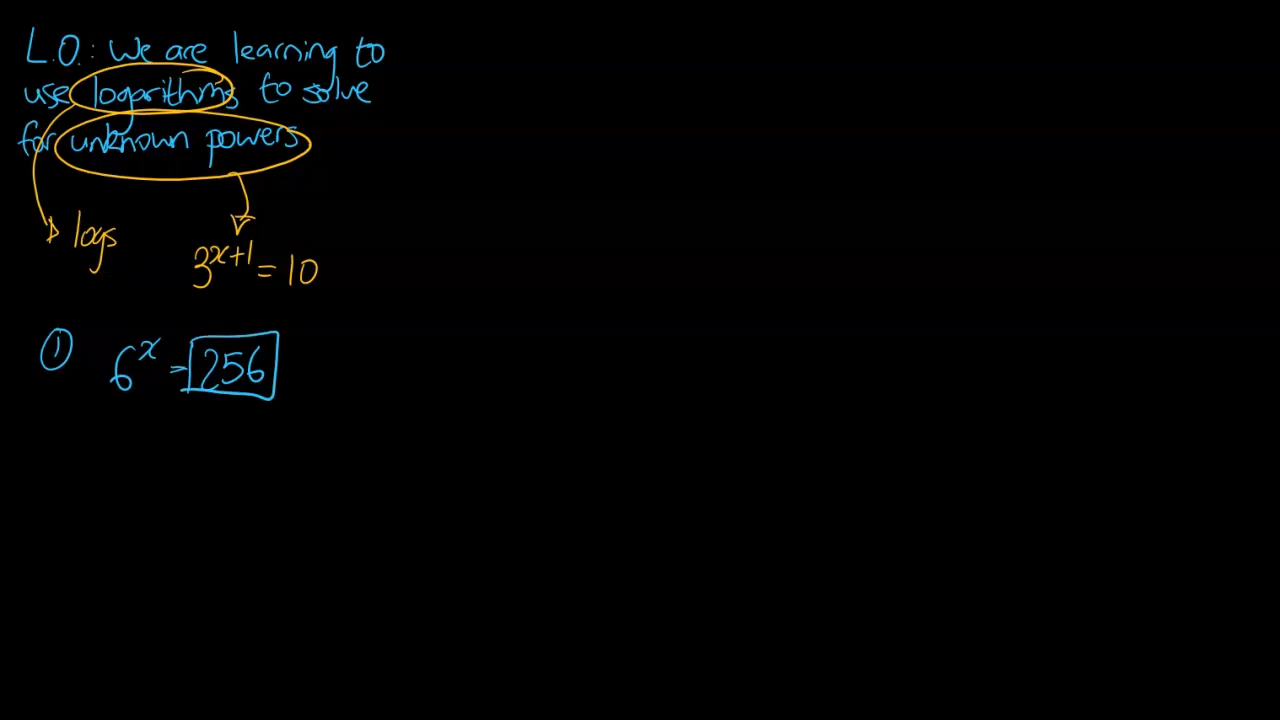 L.O.: We are learning to
use logarithms to solve
for unknown powers
logs
3^{x+1} = 10
① 6^x = 256